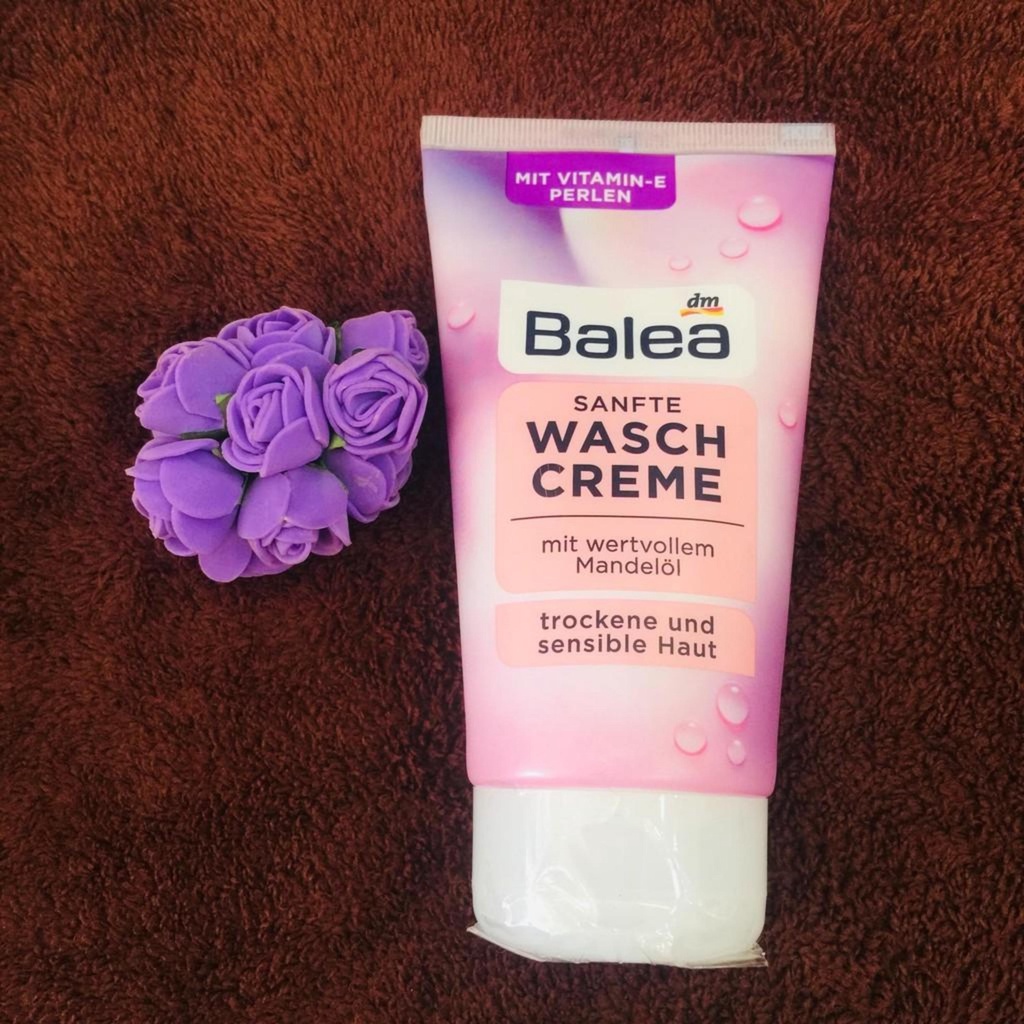 MIT VITAMIN-E
PERLEN
dm
Balea
SANFTE
WASCH
CREME
mit wertvollem
Mandelöl
trockene und
sensible Haut